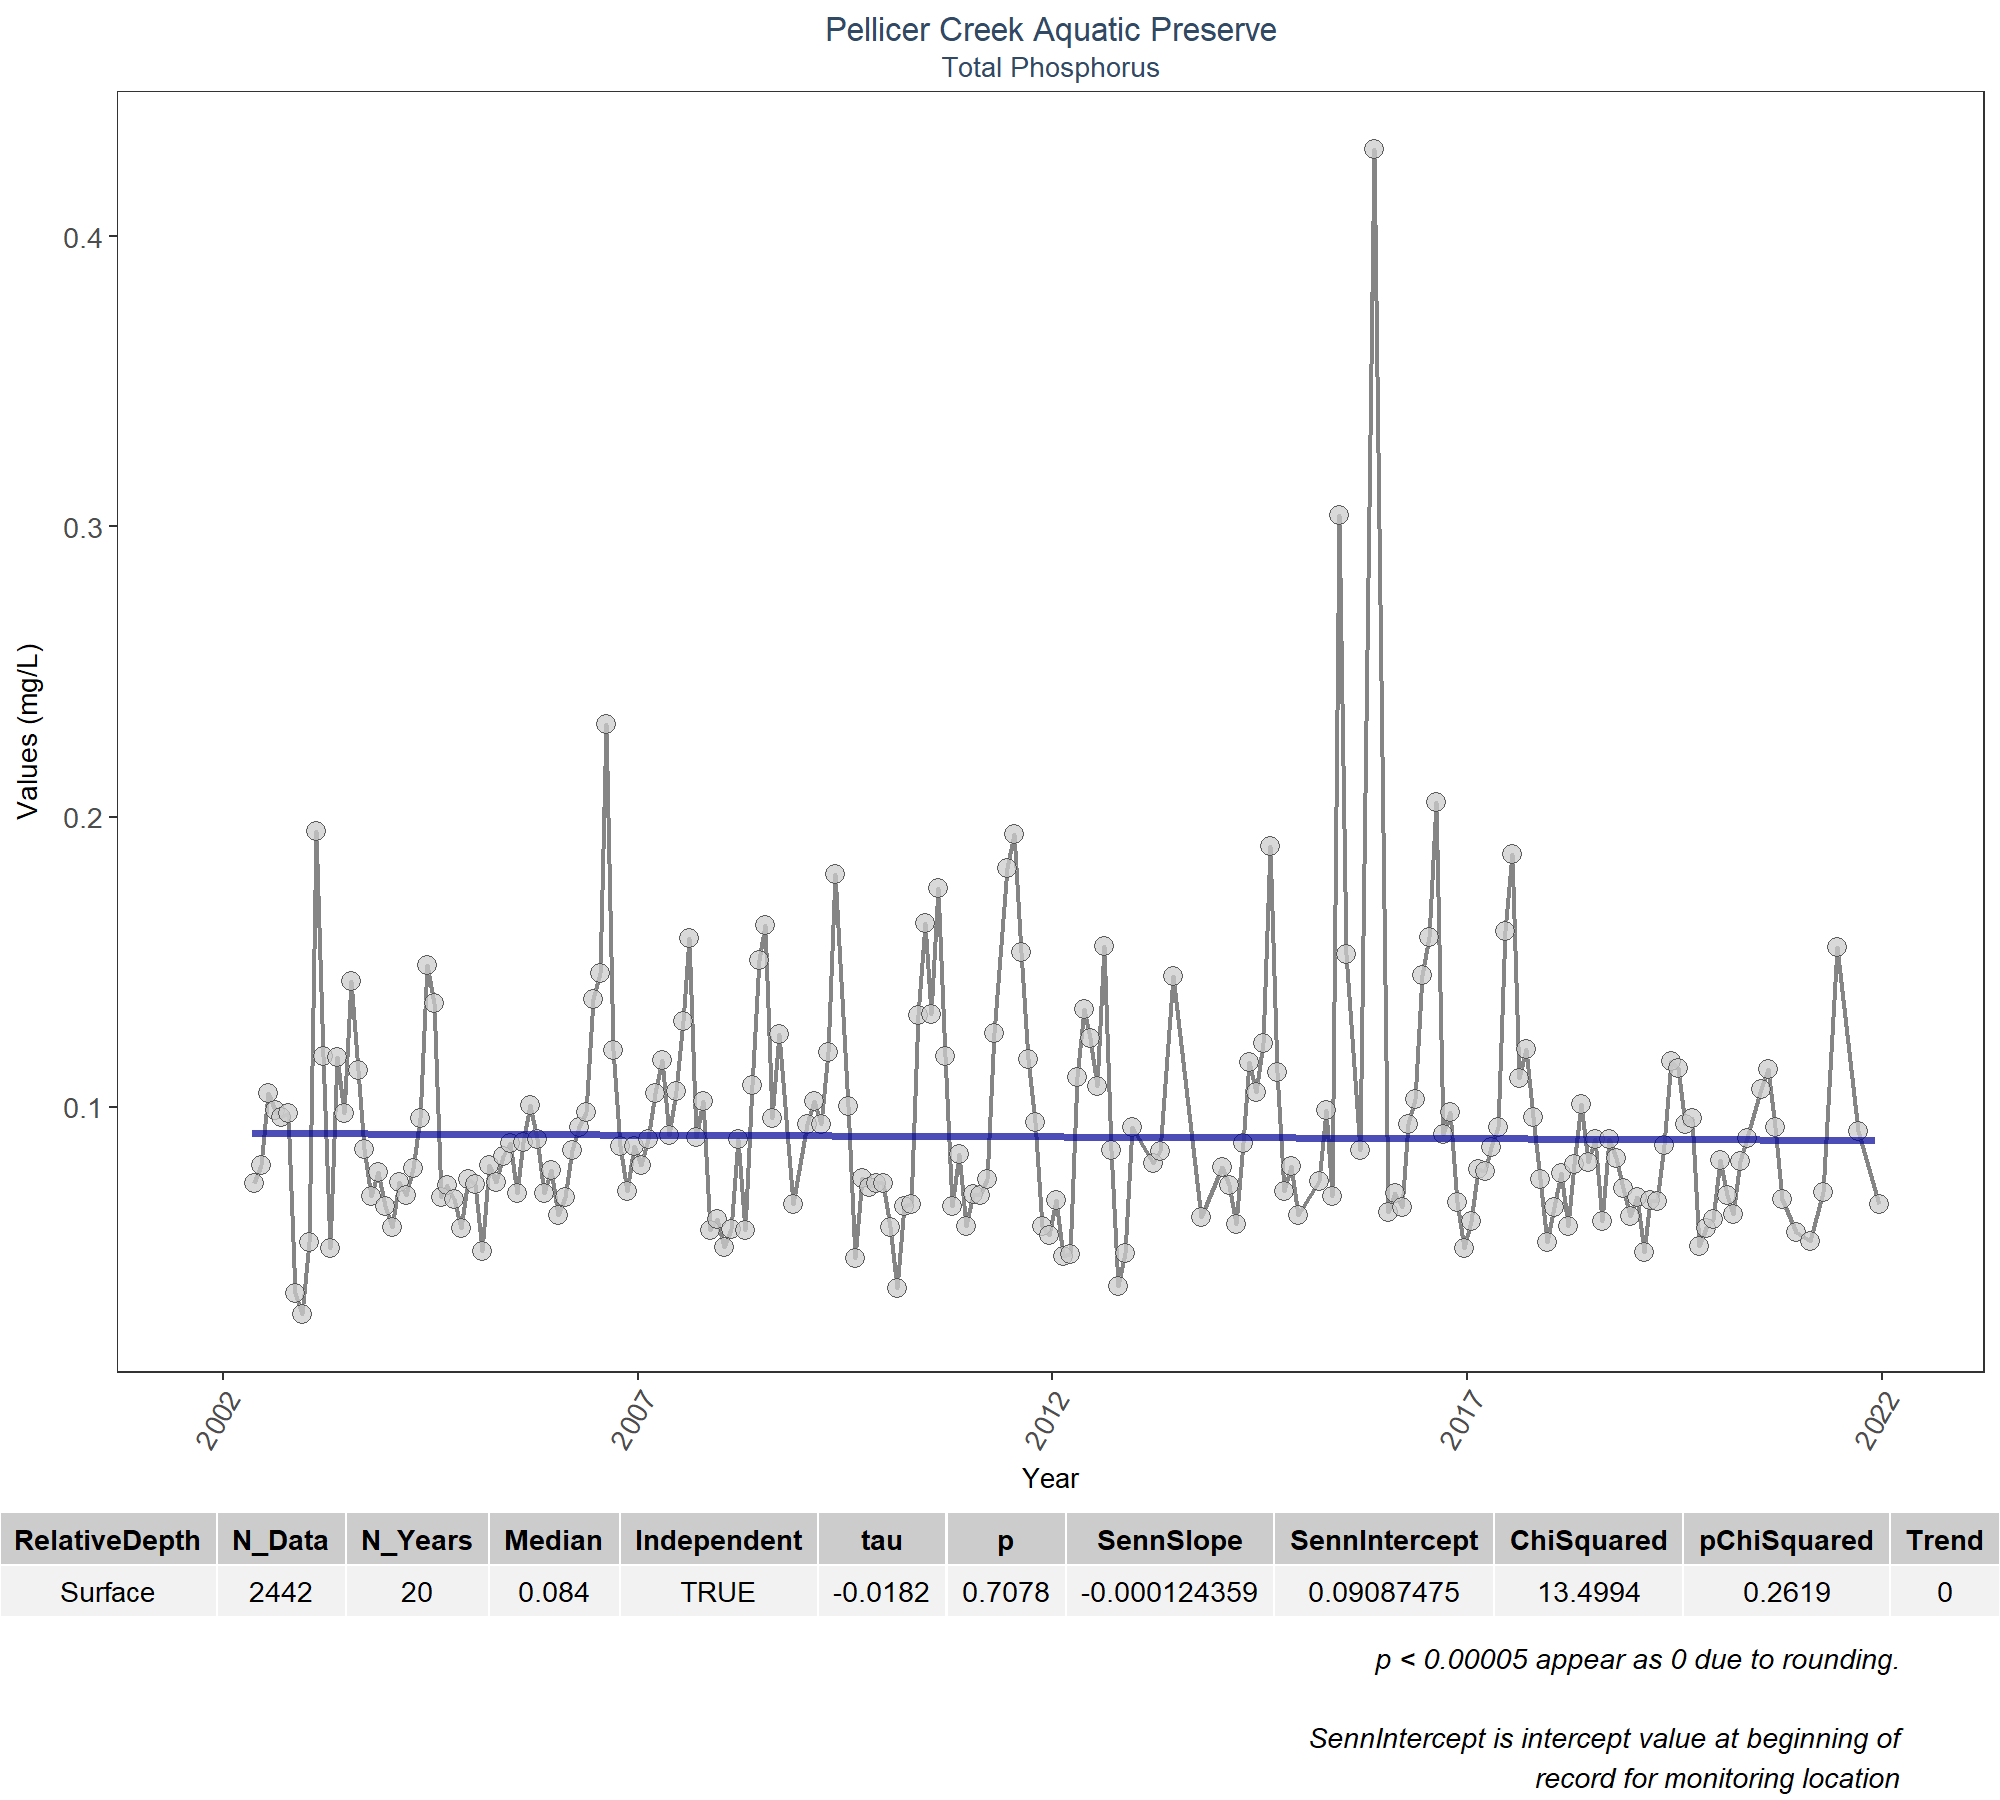 Pellicer Creek Aquatic Preserve
Total Phosphorus
Values (mg/L)
0.4
0.3
0.2
0.1
0.1
2002 2007 2012 2017 2022
Year
RelativeDepth N_Data N_Years Median Independent tau p SennSlope SennIntercept ChiSquared pChiSquared Trend
Surface 2442 20 0.084 TRUE -0.0182 0.7078 -0.000124359 0.09087475 13.4994 0.2619 0
p < 0.00005 appear as 0 due to rounding.
SennIntercept is intercept value at beginning of
record for monitoring location